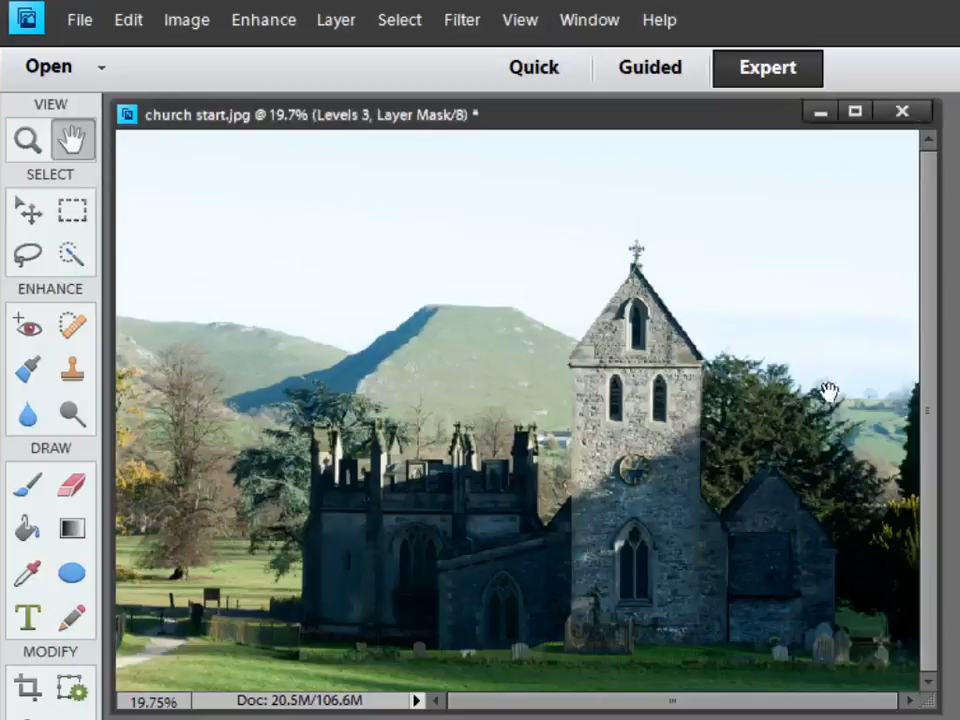 File Edit Image Enhance Layer Select Filter View Window Help
Open Quick Guided Expert
VIEW
church start.jpg @ 19.7% (Levels 3, Layer Mask/8) *
SELECT
ENHANCE
DRAW
T
MODIFY
19.75% Doc: 20.5M/106.6M